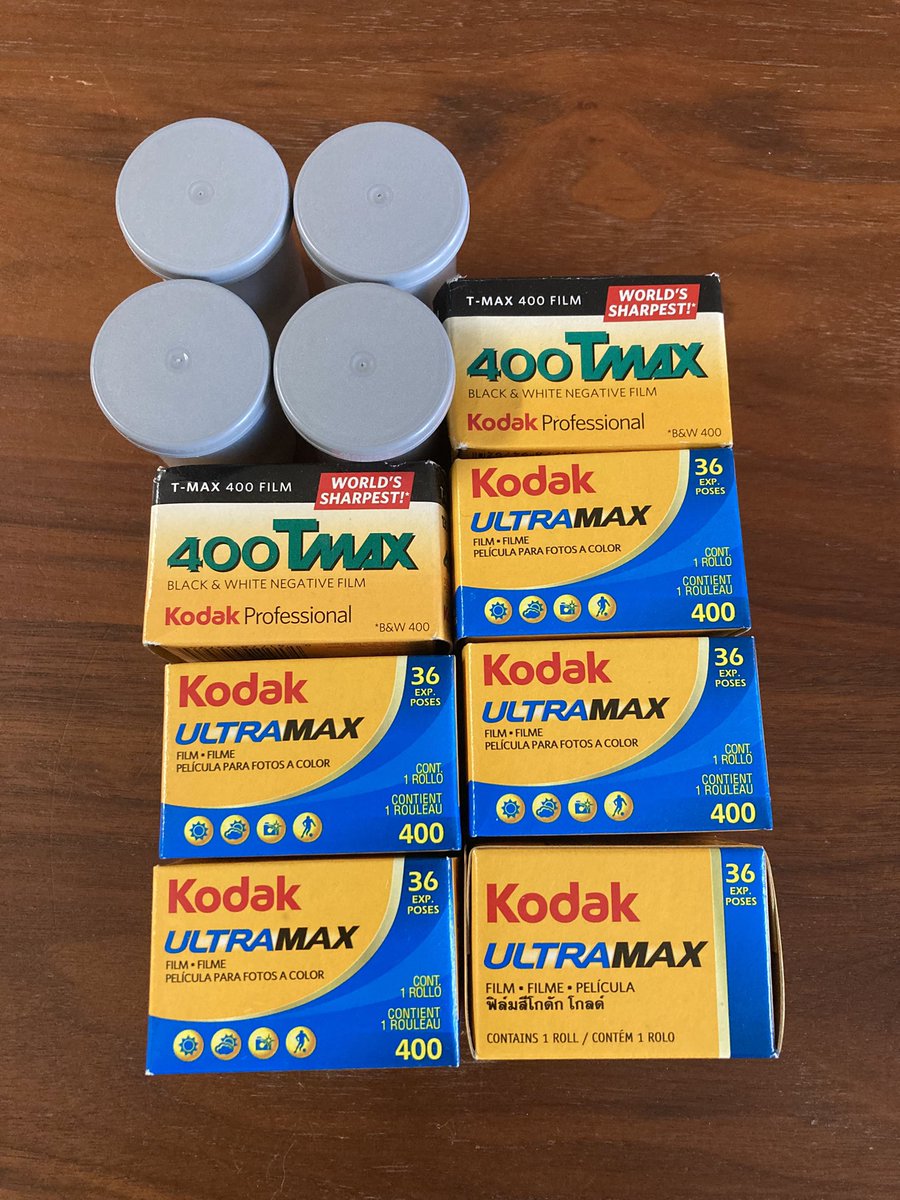 T-MAX 400 FILM
WORLD'S
SHARPEST!*
400 TMAX
BLACK & WHITE NEGATIVE FILM
Kodak Professional
*B&W 400
T-MAX 400 FILM
WORLD'S
SHARPEST!*
400 TMAX
BLACK & WHITE NEGATIVE FILM
Kodak Professional
*B&W 400
Kodak
36
EXP.
POSES
ULTRAMAX
FILM • FILME
PELÍCULA PARA FOTOS A COLOR
CONT.
1 ROLLO
CONTIENT
1 ROULEAU
400
Kodak
36
EXP.
POSES
ULTRAMAX
FILM • FILME
PELÍCULA PARA FOTOS A COLOR
CONT.
1 ROLLO
CONTIENT
1 ROULEAU
400
Kodak
36
EXP.
POSES
ULTRAMAX
FILM • FILME
PELÍCULA PARA FOTOS A COLOR
CONT.
1 ROLLO
CONTIENT
1 ROULEAU
400
Kodak
36
EXP.
POSES
ULTRAMAX
FILM • FILME
PELÍCULA PARA FOTOS A COLOR
CONT.
1 ROLLO
CONTIENT
1 ROULEAU
400
Kodak
36
EXP.
POSES
ULTRAMAX
FILM • FILME • PELÍCULA
ฟิล์มสีโกดัก โกลด์
CONTAINS 1 ROLL / CONTÉM 1 ROLO